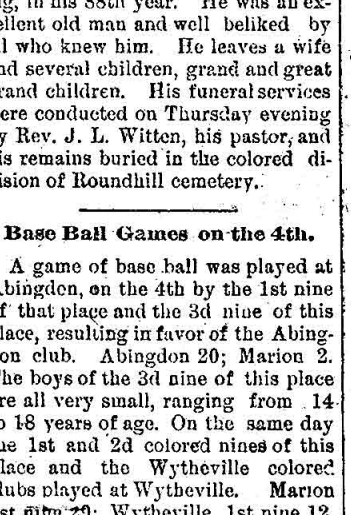 g, in his 88th year. He was an ex-
ellent old man and well beliked by
l who knew him. He leaves a wife
nd several children, grand and great
rand children. His funeral services
ere conducted on Thursday evening
y Rev. J. L. Witten, his pastor, and
is remains buried in the colored di-
ision of Roundhill cemetery.
Base Ball Games on the 4th.
A game of base ball was played at
bingdon, on the 4th by the 1st nine
f that place and the 3d nine of this
lace, resulting in favor of the Abing-
on club. Abingdon 20; Marion 2.
he boys of the 3d nine of this place
re all very small, ranging from 14
o 18 years of age. On the same day
he 1st and 2d colored nines of this
lace and the Wytheville colored
lubs played at Wytheville. Marion
st nine Wytheville, 1st nine 12